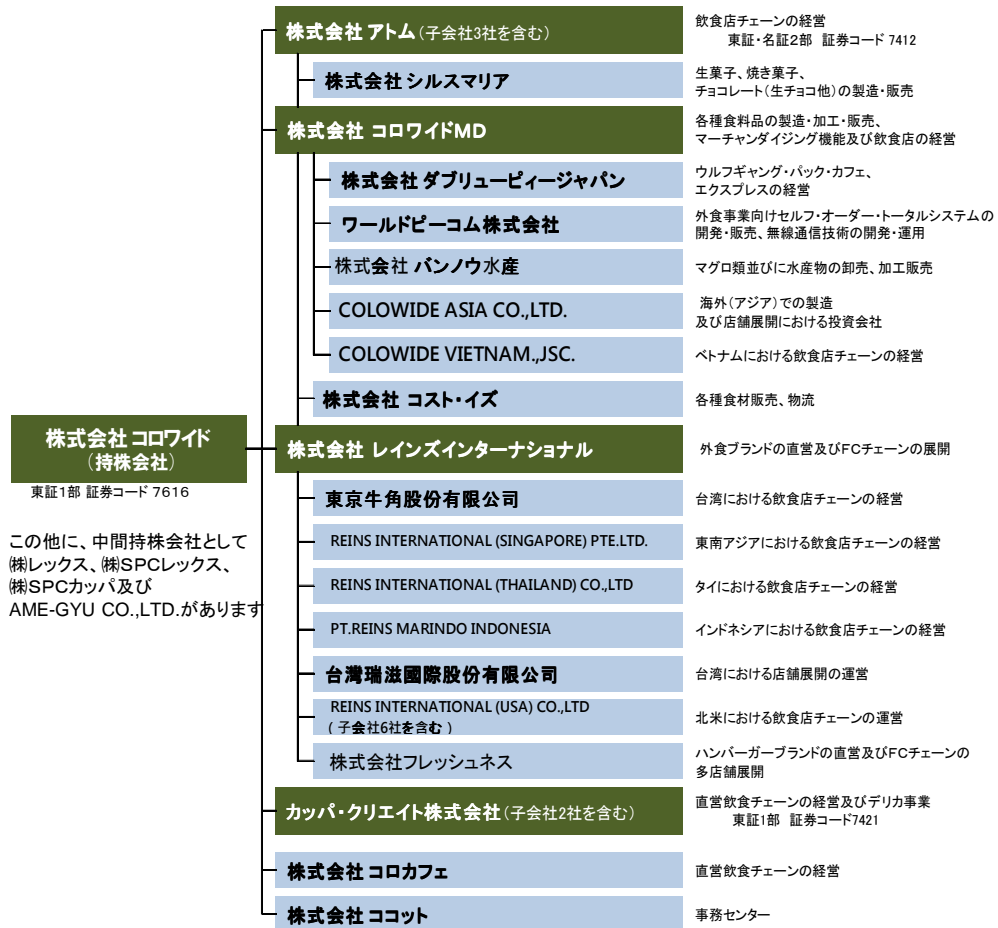 株式会社 アトム(子会社3社を含む)
飲食店チェーンの経営
東証・名証2部 証券コード 7412
株式会社 シルスマリア
生菓子、焼き菓子、
チョコレート(生チョコ他)の製造・販売
株式会社 コロワイドMD
各種食料品の製造・加工・販売、
マーチャンダイジング機能及び飲食店の経営
株式会社 ダブリューピィージャパン
ウルフギャング・パック・カフェ、
エクスプレスの経営
ワールドピーコム株式会社
外食事業向けセルフ・オーダー・トータルシステムの
開発・販売、無線通信技術の開発・運用
株式会社 バンノウ水産
マグロ類並びに水産物の卸売、加工販売
COLOWIDE ASIA CO.,LTD.
海外(アジア)での製造
及び店舗展開における投資会社
COLOWIDE VIETNAM.,JSC.
ベトナムにおける飲食店チェーンの経営
株式会社 コスト・イズ
各種食材販売、物流
株式会社 コロワイド
(持株会社)
東証1部 証券コード 7616
この他に、中間持株会社として
㈱レックス、㈱SPCレックス、
㈱SPCカッパ及び
AME-GYU CO.,LTD.があります
株式会社 レインズインターナショナル
外食ブランドの直営及びFCチェーンの展開
東京牛角股份有限公司
台湾における飲食店チェーンの経営
REINS INTERNATIONAL (SINGAPORE) PTE.LTD.
東南アジアにおける飲食店チェーンの経営
REINS INTERNATIONAL (THAILAND) CO.,LTD
タイにおける飲食店チェーンの経営
PT.REINS MARINDO INDONESIA
インドネシアにおける飲食店チェーンの経営
台灣瑞滋國際股份有限公司
台湾における店舗展開の運営
REINS INTERNATIONAL (USA) CO.,LTD
(子会社6社を含む)
北米における飲食店チェーンの運営
株式会社フレッシュネス
ハンバーガーブランドの直営及びFCチェーンの
多店舗展開
カッパ・クリエイト株式会社(子会社2社を含む)
直営飲食チェーンの経営及びデリカ事業
東証1部 証券コード7421
株式会社 コロカフェ
直営飲食チェーンの経営
株式会社 ココット
事務センター